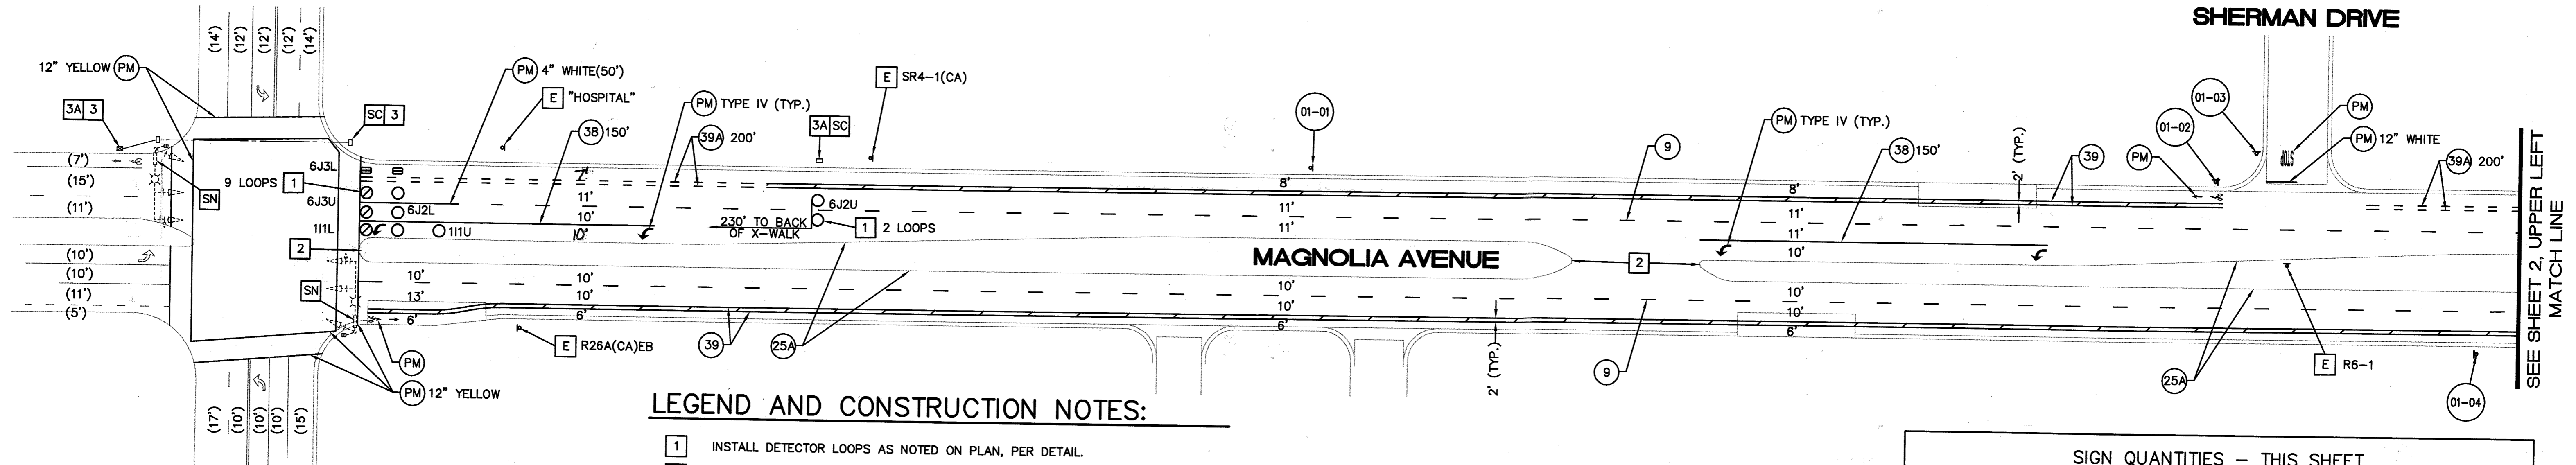 SHERMAN DRIVE
(14')
(12')
(12')
(12')
(14')
12" YELLOW PM
3A 3
SC 3
PM 4" WHITE(50')
E "HOSPITAL"
38 150'
PM TYPE IV (TYP.)
39A 200'
3A SC
E SR4-1(CA)
01-01
9
PM TYPE IV (TYP.)
38 150'
2' (TYP.)
39
PM
01-02
01-03
STOP
PM
PM 12" WHITE
39A 200'
(7')
(15')
(11')
SN
9 LOOPS 1
6J3L
6J3U
1I1L
6J2L
1I1U
7'
11'
10'
10'
6J2U
1 2 LOOPS
230' TO BACK
OF X-WALK
8'
11'
11'
8'
11'
11'
10'
2
MAGNOLIA AVENUE
2
(10')
(10')
(11')
(5')
SN
10'
13'
6'
10'
10'
10'
10'
6'
10'
10'
6'
PM
PM 12" YELLOW
E R26A(CA)EB
39
25A
2' (TYP.)
9
25A
E R6-1
01-04
SEE SHEET 2, UPPER LEFT
MATCH LINE
(17')
(10')
(10')
(10')
(15')
LEGEND AND CONSTRUCTION NOTES:
1 INSTALL DETECTOR LOOPS AS NOTED ON PLAN, PER DETAIL.
SIGN QUANTITIES – THIS SHEET